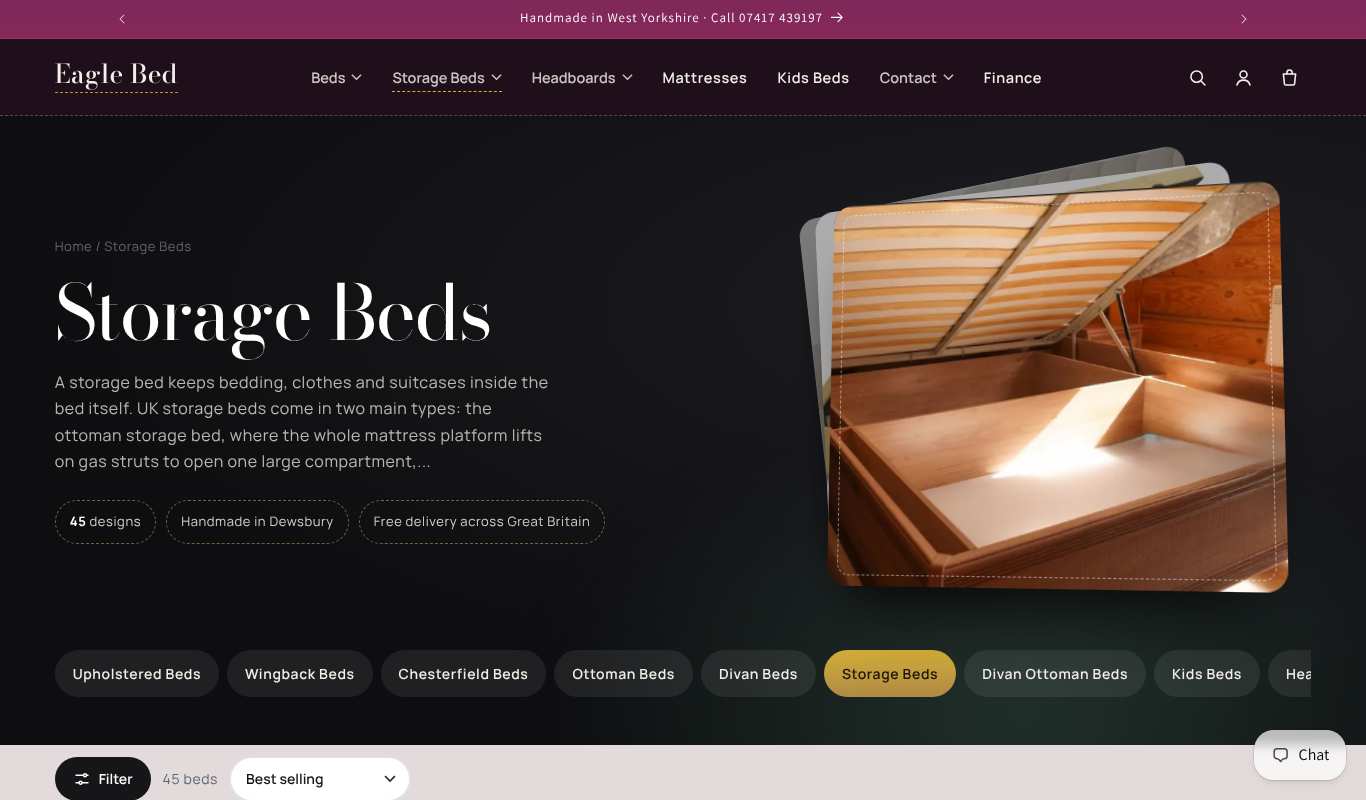 Handmade in West Yorkshire · Call 07417 439197 →
Eagle Bed
Beds
Storage Beds
Headboards
Mattresses
Kids Beds
Contact
Finance
Home / Storage Beds
Storage Beds
A storage bed keeps bedding, clothes and suitcases inside the
bed itself. UK storage beds come in two main types: the
ottoman storage bed, where the whole mattress platform lifts
on gas struts to open one large compartment,...
45 designs
Handmade in Dewsbury
Free delivery across Great Britain
Upholstered Beds
Wingback Beds
Chesterfield Beds
Ottoman Beds
Divan Beds
Storage Beds
Divan Ottoman Beds
Kids Beds
Hea
Filter
45 beds
Best selling
Chat